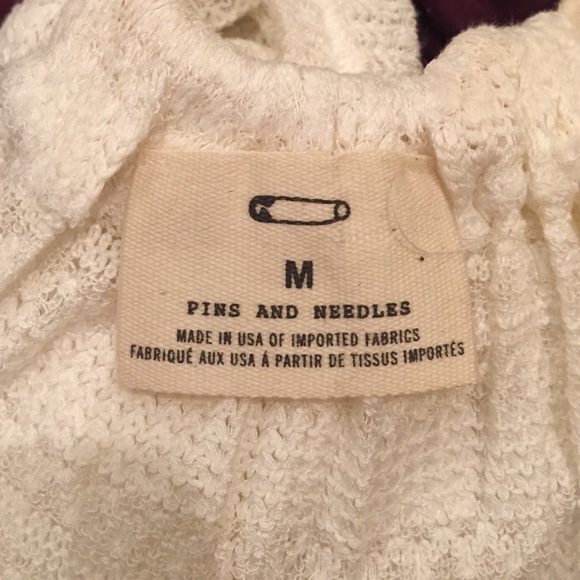 M
PINS AND NEEDLES
MADE IN USA OF IMPORTED FABRICS
FABRIQUÉ AUX USA Á PARTIR DE TISSUS IMPORTÉS